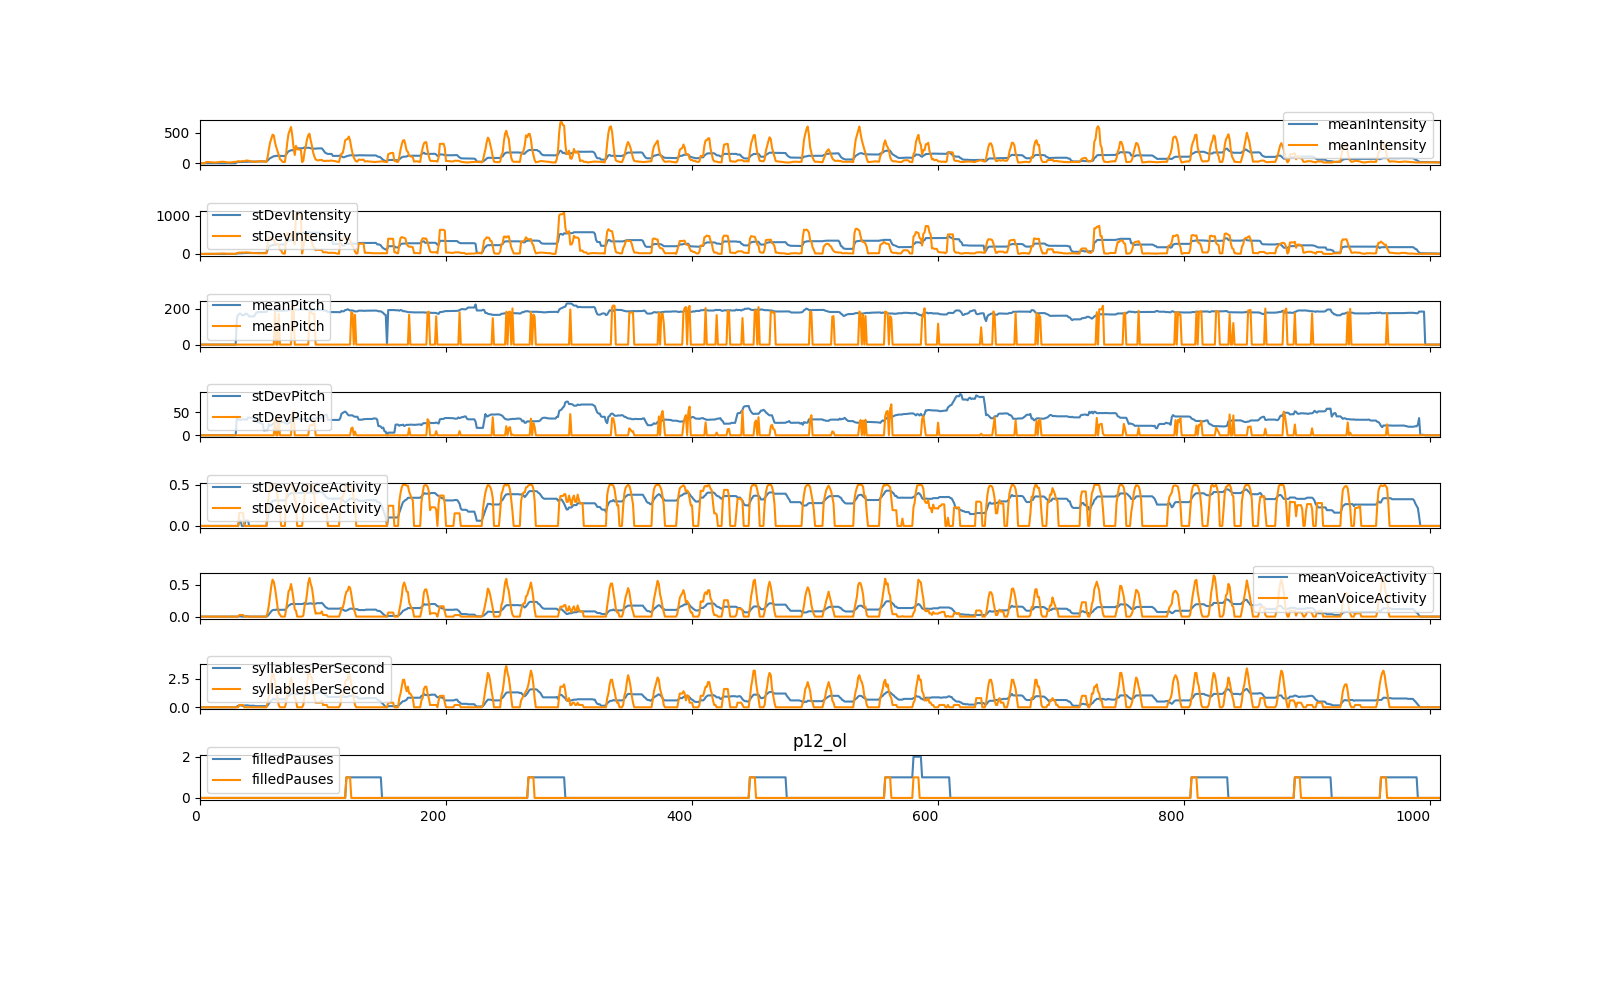 500
0
meanIntensity
meanIntensity
1000
0
stDevIntensity
stDevIntensity
200
0
meanPitch
meanPitch
50
0
stDevPitch
stDevPitch
0.5
0.0
stDevVoiceActivity
stDevVoiceActivity
0.5
0.0
meanVoiceActivity
meanVoiceActivity
2.5
0.0
syllablesPerSecond
syllablesPerSecond
p12_ol
2
0
filledPauses
filledPauses
0 200 400 600 800 1000